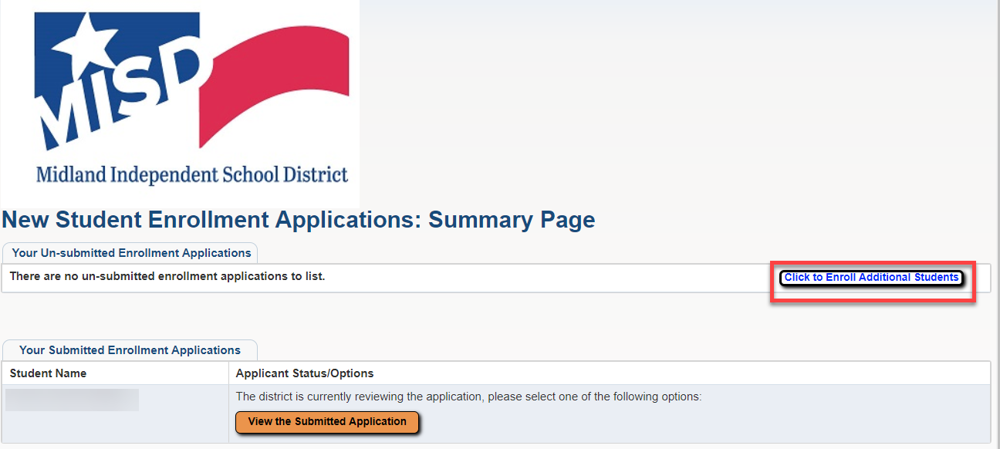 MISD
Midland Independent School District
New Student Enrollment Applications: Summary Page
Your Un-submitted Enrollment Applications
There are no un-submitted enrollment applications to list.
Click to Enroll Additional Students
Your Submitted Enrollment Applications
Student Name
Applicant Status/Options
The district is currently reviewing the application, please select one of the following options:
View the Submitted Application